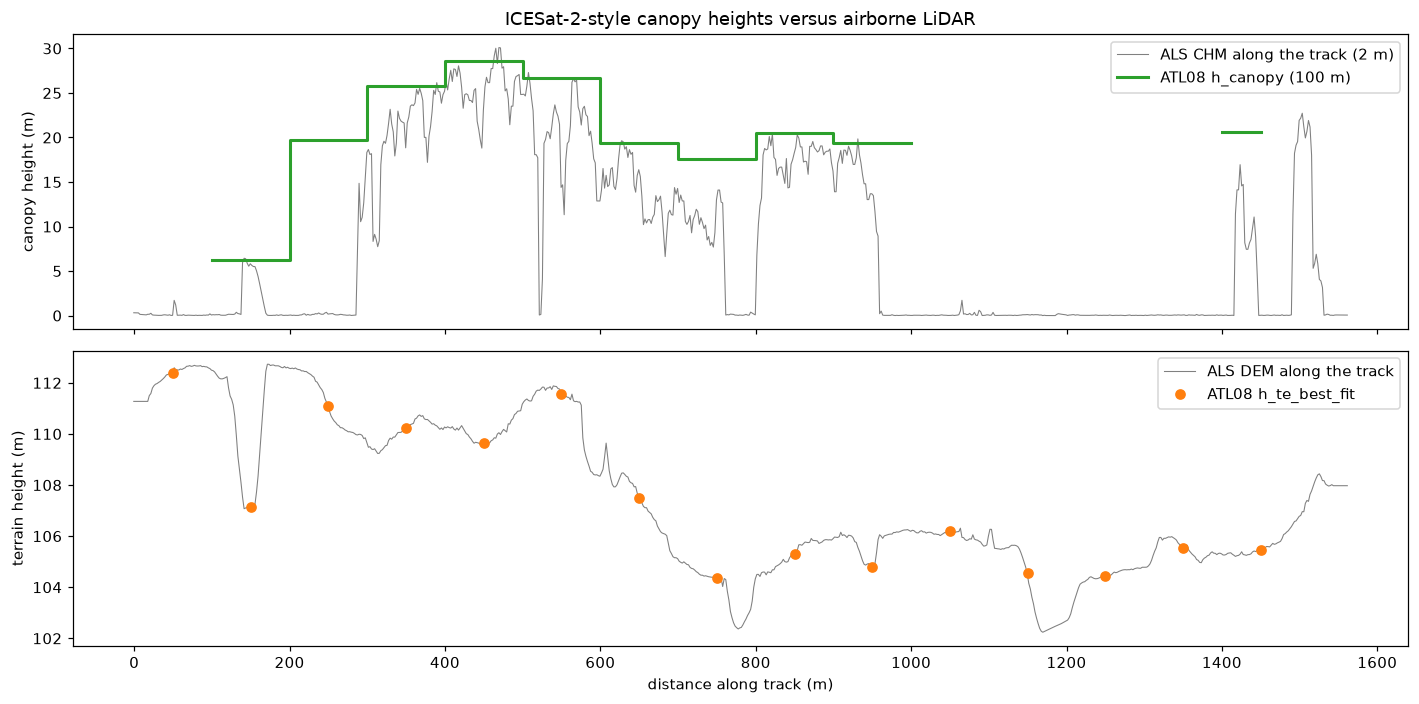 ICESat-2-style canopy heights versus airborne LiDAR
canopy height (m)
30
25
20
15
10
5
0
ALS CHM along the track (2 m)
ATL08 h_canopy (100 m)
terrain height (m)
112
110
108
106
104
102
ALS DEM along the track
ATL08 h_te_best_fit
0 200 400 600 800 1000 1200 1400 1600
distance along track (m)